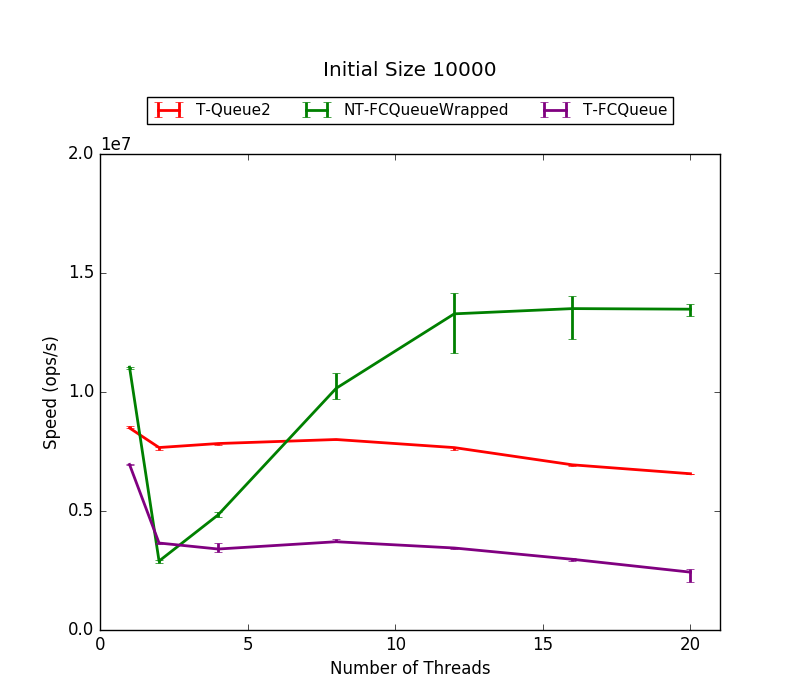 Initial Size 10000
T-Queue2 NT-FCQueueWrapped T-FCQueue
1e7
2.0
1.5
1.0
0.5
0.0
Speed (ops/s)
0 5 10 15 20
Number of Threads